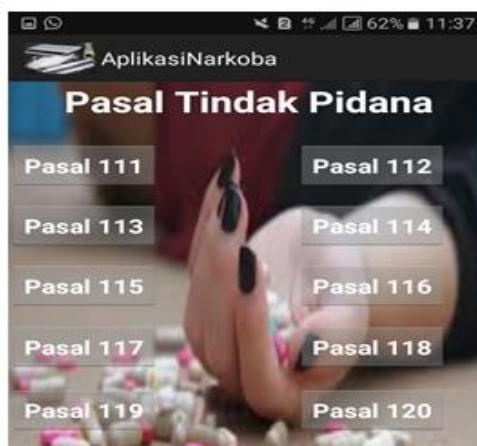 62% 11:37
AplikasiNarkoba
Pasal Tindak Pidana
Pasal 111 Pasal 112
Pasal 113 Pasal 114
Pasal 115 Pasal 116
Pasal 117 Pasal 118
Pasal 119 Pasal 120